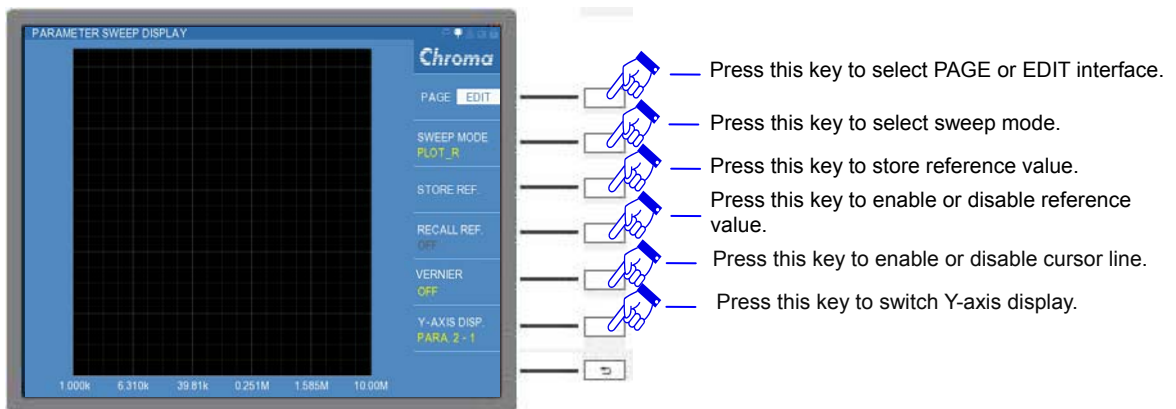 PARAMETER SWEEP DISPLAY
Chroma
PAGE EDIT
SWEEP MODE
PLOT_R
STORE REF.
RECALL REF.
OFF
VERNIER
OFF
Y-AXIS DISP.
PARA. 2 - 1
1.000k 6.310k 39.81k 0.251M 1.585M 10.00M
Press this key to select PAGE or EDIT interface.
Press this key to select sweep mode.
Press this key to store reference value.
Press this key to enable or disable reference
value.
Press this key to enable or disable cursor line.
Press this key to switch Y-axis display.